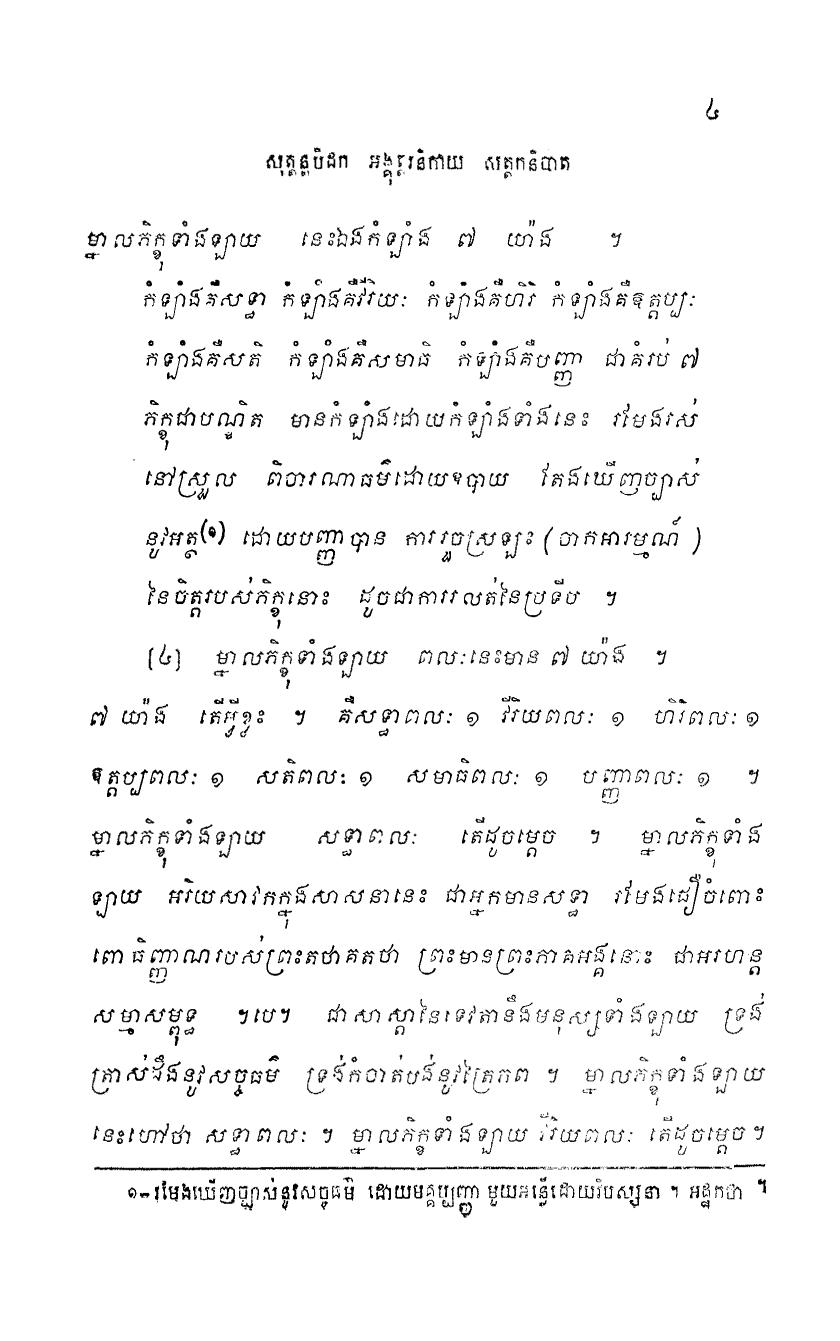 ៤
សុត្តន្តបិដក អង្គុត្តរនិកាយ សត្តកនិបាត
ម្នាលភិក្ខុទាំងឡាយ នេះឯងកំឡាំង ៧ យ៉ាង ។
កំឡាំងគឺសទ្ធា កំឡាំងគឺវីរិយៈ កំឡាំងគឺហិរិ កំឡាំងគឺឱត្តប្បៈ
កំឡាំងគឺសតិ កំឡាំងគឺសមាធិ កំឡាំងគឺបញ្ញា ជាគំរប់ ៧
ភិក្ខុជាបណ្ឌិត មានកំឡាំងដោយកំឡាំងទាំងនេះ រមែងរស់
នៅស្រួល ពិចារណាធម៌ដោយឧបាយ តែងឃើញច្បាស់
នូវអត្ថ(១) ដោយបញ្ញាបាន ការរួចស្រឡះ (ចាកអារម្មណ៍ )
នៃចិត្តរបស់ភិក្ខុនោះ ដូចជាការរលត់នៃប្រទីប ។
[៤] ម្នាលភិក្ខុទាំងឡាយ ពលៈនេះមាន ៧ យ៉ាង ។
៧ យ៉ាង តើអ្វីខ្លះ ។ គឺសទ្ធាពលៈ ១ វីរិយពលៈ ១ ហិរិពលៈ ១
ឱត្តប្បពលៈ ១ សតិពលៈ ១ សមាធិពលៈ ១ បញ្ញាពលៈ ១ ។
ម្នាលភិក្ខុទាំងឡាយ សទ្ធាពលៈ តើដូចម្តេច ។ ម្នាលភិក្ខុទាំង
ឡាយ អរិយសាវកក្នុងសាសនានេះ ជាអ្នកមានសទ្ធា រមែងជឿចំពោះ
ពោធិញ្ញាណរបស់ព្រះតថាគតថា ព្រះមានព្រះភាគអង្គនោះ ជាអរហន្ត
សម្មាសម្ពុទ្ធ ។បេ។ ជាសាស្តានៃទេវតានឹងមនុស្សទាំងឡាយ ទ្រង់
ត្រាស់ដឹងនូវសច្ចធម៌ ទ្រង់កំចាត់បង់នូវត្រៃភព ។ ម្នាលភិក្ខុទាំងឡាយ
នេះហៅថា សទ្ធាពលៈ ។ ម្នាលភិក្ខុទាំងឡាយ វីរិយពលៈ តើដូចម្តេច។
១-រមែងឃើញច្បាស់នូវសច្ចធម៌ ដោយមគ្គប្បញ្ញា មួយអន្លើដោយវិបស្សនា ។ អដ្ឋកថា ។